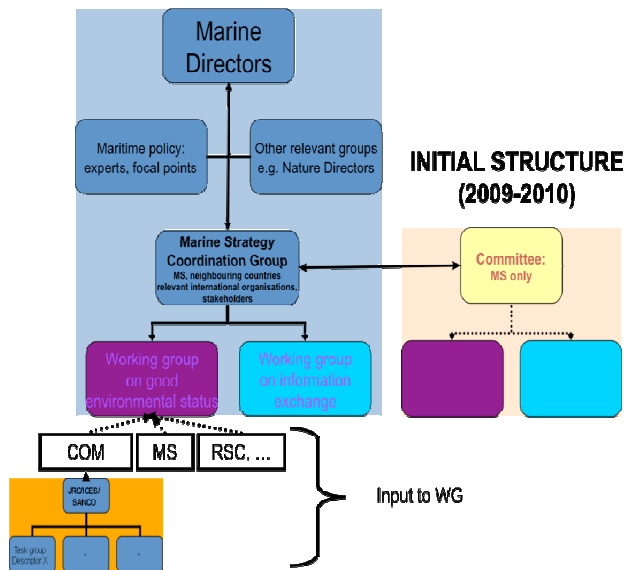 Marine
Directors
Maritime policy:
experts, focal points
Other relevant groups
e.g. Nature Directors
INITIAL STRUCTURE
(2009-2010)
Marine Strategy
Coordination Group
MS, neighbouring countries
relevant international organisations,
stakeholders
Committee:
MS only
Working group
on good
environmental status
Working group
on information
exchange
COM
MS
RSC, ...
Input to WG
JRC/ICES/
SANCO
Task group
Descriptor X
.
.